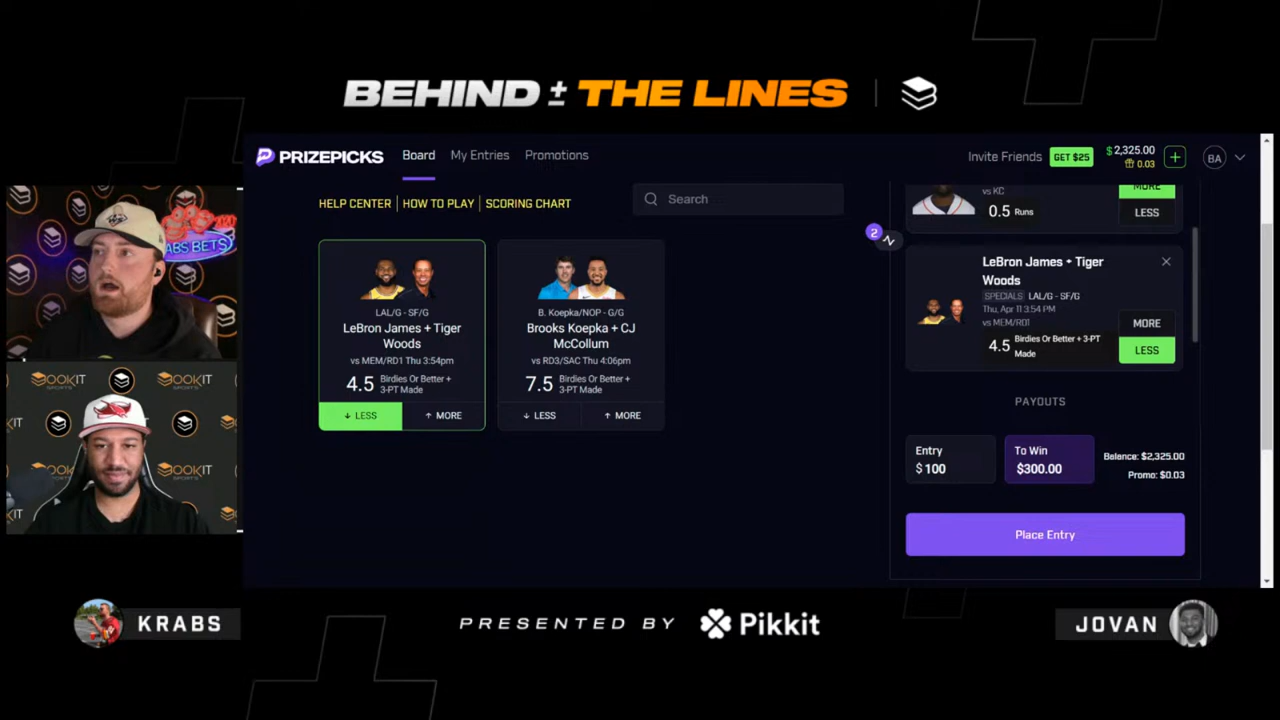 BEHIND ± THE LINES
PRIZEPICKS
Board
My Entries
Promotions
Invite Friends
GET $25
$ 2,325.00
0.03
BA
HELP CENTER
HOW TO PLAY
SCORING CHART
Search
LAL/G - SF/G
LeBron James + Tiger
Woods
vs MEM/RD1 Thu 3:54pm
4.5 Birdies Or Better +
3-PT Made
LESS
MORE
B. Koepka/NOP - G/G
Brooks Koepka + CJ
McCollum
vs RD3/SAC Thu 4:06pm
7.5 Birdies Or Better +
3-PT Made
LESS
MORE
2
vs KC
0.5 Runs
MORE
LESS
LeBron James + Tiger
Woods
SPECIALS LAL/G - SF/G
Thu, Apr 11 3:54 PM
vs MEM/RD1
4.5 Birdies Or Better + 3-PT
Made
MORE
LESS
PAYOUTS
Entry
$ 100
To Win
$300.00
Balance: $2,325.00
Promo: $0.03
Place Entry
ABS BETS
BOOKIT
OOKIT
KRABS
PRESENTED BY
Pikkit
JOVAN